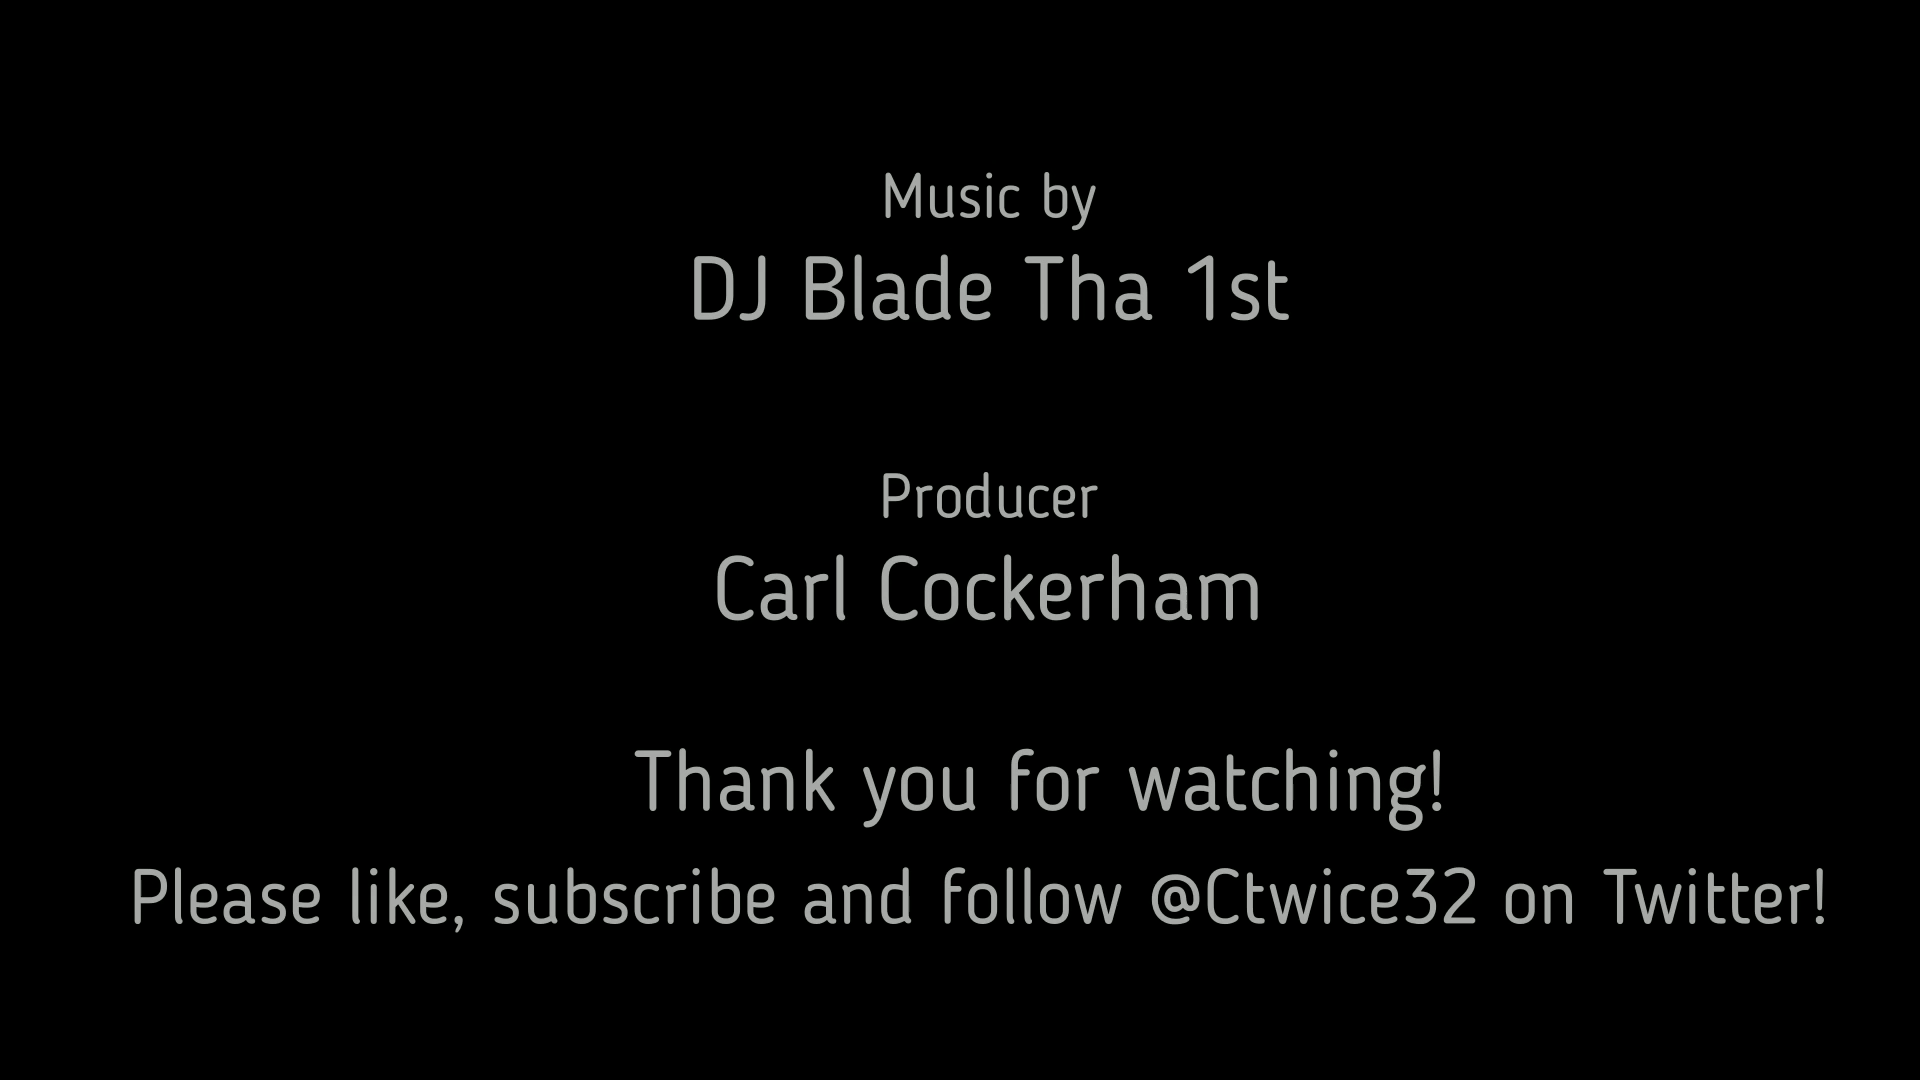 Music by
DJ Blade Tha 1st
Producer
Carl Cockerham
Thank you for watching!
Please like, subscribe and follow @Ctwice32 on Twitter!